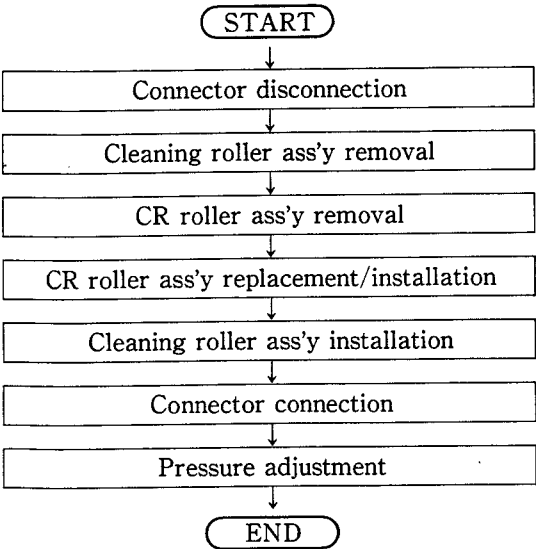 START
Connector disconnection
Cleaning roller ass'y removal
CR roller ass'y removal
CR roller ass'y replacement/installation
Cleaning roller ass'y installation
Connector connection
Pressure adjustment
END